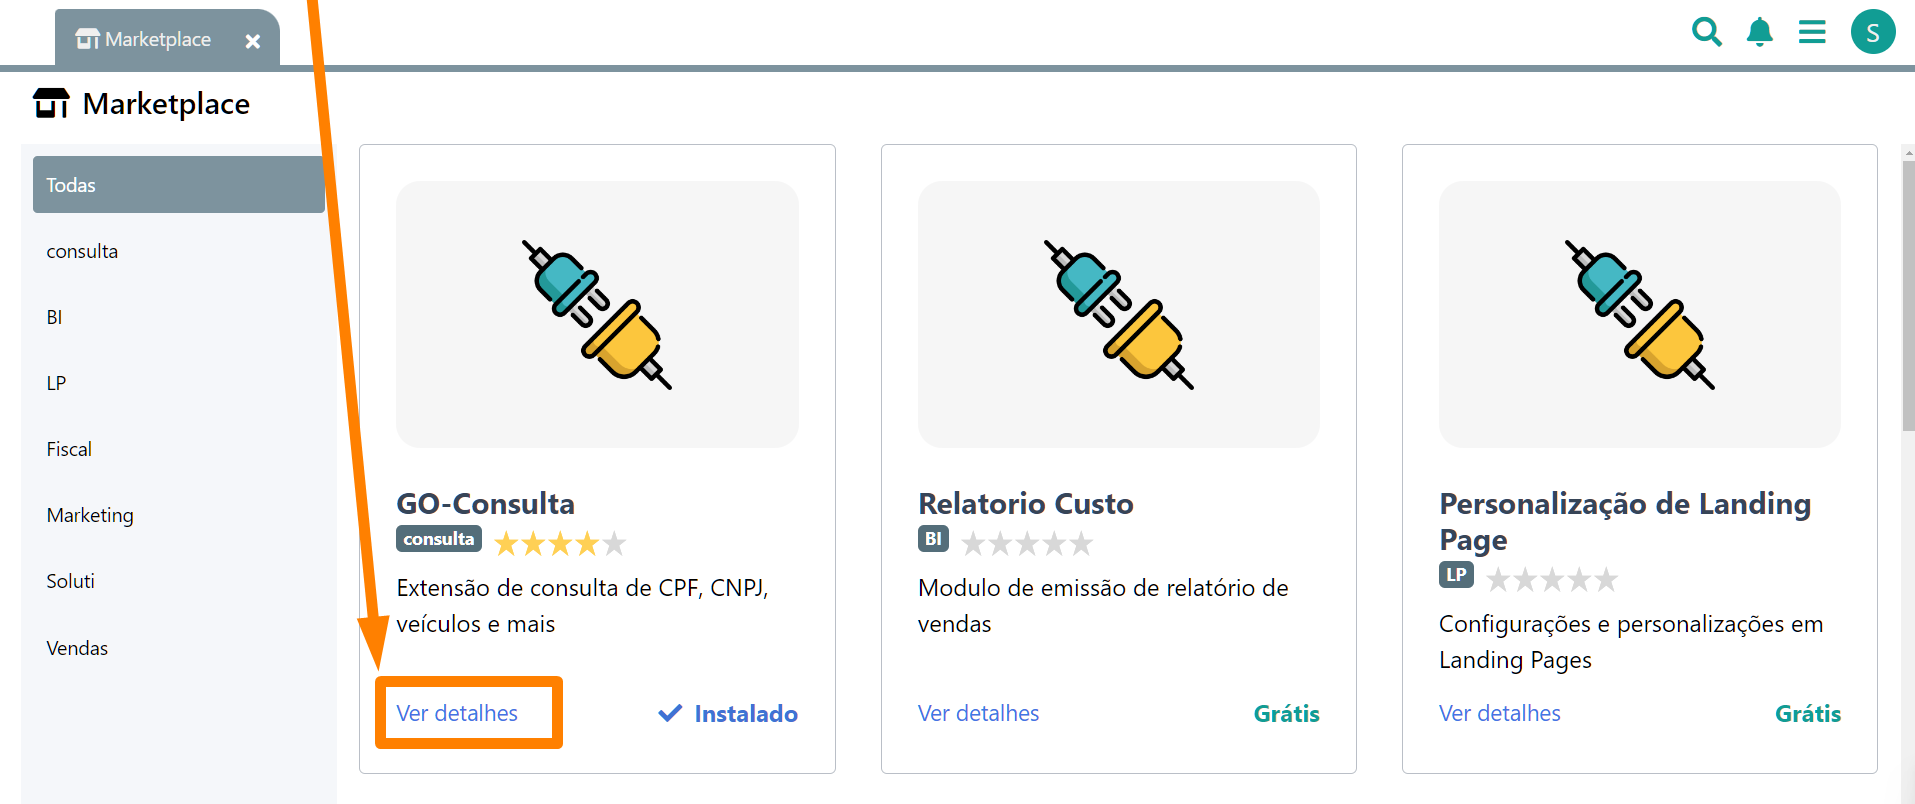 Marketplace
S
Marketplace
Todas
consulta
BI
LP
Fiscal
Marketing
Soluti
Vendas
GO-Consulta
consulta
Extensão de consulta de CPF, CNPJ,
veículos e mais
Ver detalhes
Instalado
Relatorio Custo
BI
Modulo de emissão de relatório de
vendas
Ver detalhes
Grátis
Personalização de Landing
Page
LP
Configurações e personalizações em
Landing Pages
Ver detalhes
Grátis